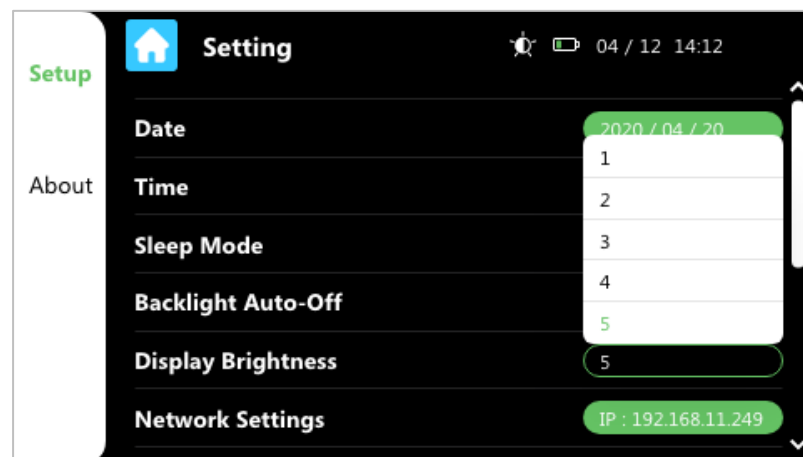 Setting
04 / 12 14:12
Setup
Date
2020 / 04 / 20
1
About
Time
2
Sleep Mode
3
4
Backlight Auto-Off
5
Display Brightness
5
Network Settings
IP : 192.168.11.249